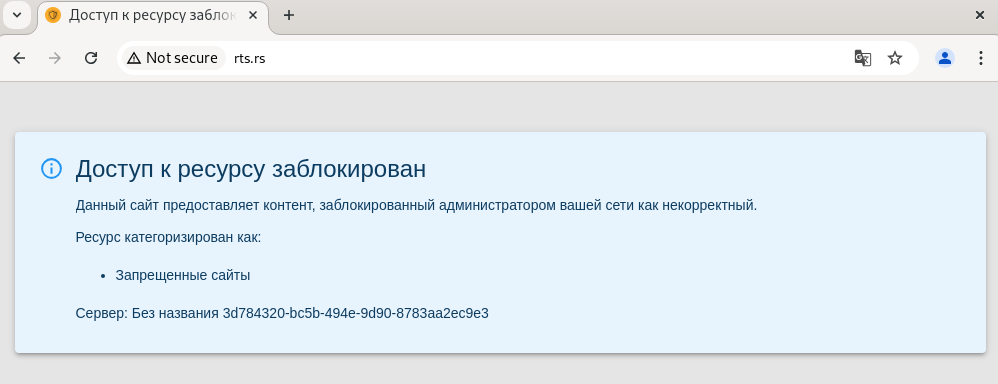 Доступ к ресурсу заблок
Not secure
rts.rs
Доступ к ресурсу заблокирован
Данный сайт предоставляет контент, заблокированный администратором вашей сети как некорректный.
Ресурс категоризирован как:
• Запрещенные сайты
Сервер: Без названия 3d784320-bc5b-494e-9d90-8783aa2ec9e3